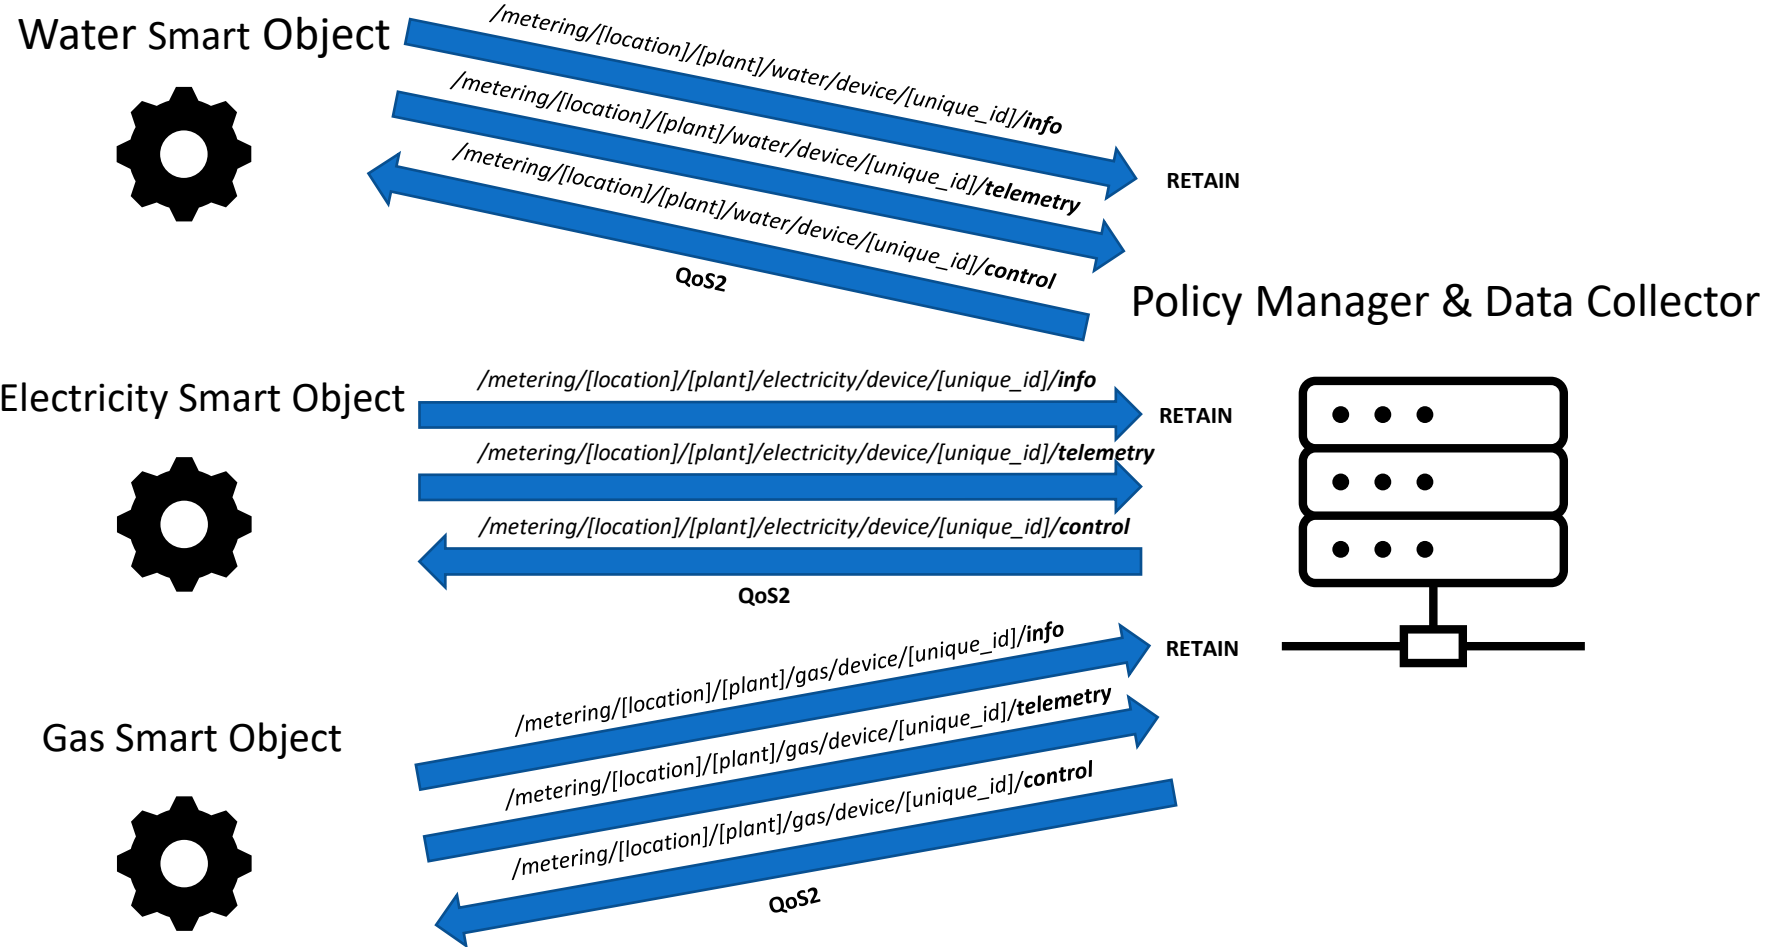 Water Smart Object
/metering/[location]/[plant]/water/device/[unique_id]/info
/metering/[location]/[plant]/water/device/[unique_id]/telemetry
RETAIN
/metering/[location]/[plant]/water/device/[unique_id]/control
QoS2
Policy Manager & Data Collector
Electricity Smart Object
/metering/[location]/[plant]/electricity/device/[unique_id]/info
RETAIN
/metering/[location]/[plant]/electricity/device/[unique_id]/telemetry
/metering/[location]/[plant]/electricity/device/[unique_id]/control
QoS2
/metering/[location]/[plant]/gas/device/[unique_id]/info
RETAIN
/metering/[location]/[plant]/gas/device/[unique_id]/telemetry
Gas Smart Object
/metering/[location]/[plant]/gas/device/[unique_id]/control
QoS2